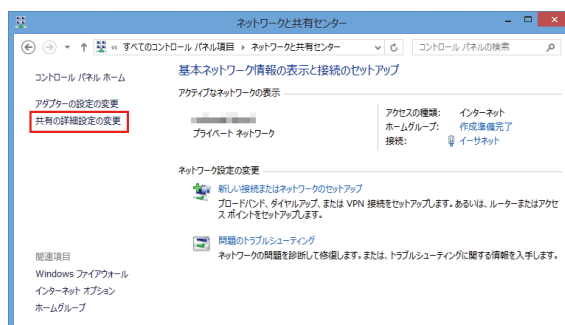 ネットワークと共有センター
« すべてのコントロール パネル項目 ▸ ネットワークと共有センター
コントロール パネルの検索
コントロール パネル ホーム
アダプターの設定の変更
共有の詳細設定の変更
基本ネットワーク情報の表示と接続のセットアップ
アクティブなネットワークの表示
プライベート ネットワーク
アクセスの種類: インターネット
ホームグループ: 作成準備完了
接続: イーサネット
ネットワーク設定の変更
新しい接続またはネットワークのセットアップ
ブロードバンド、ダイヤルアップ、または VPN 接続をセットアップします。あるいは、ルーターまたはアクセ
ス ポイントをセットアップします。
問題のトラブルシューティング
ネットワークの問題を診断して修復します。または、トラブルシューティングに関する情報を入手します。
関連項目
Windows ファイアウォール
インターネット オプション
ホームグループ